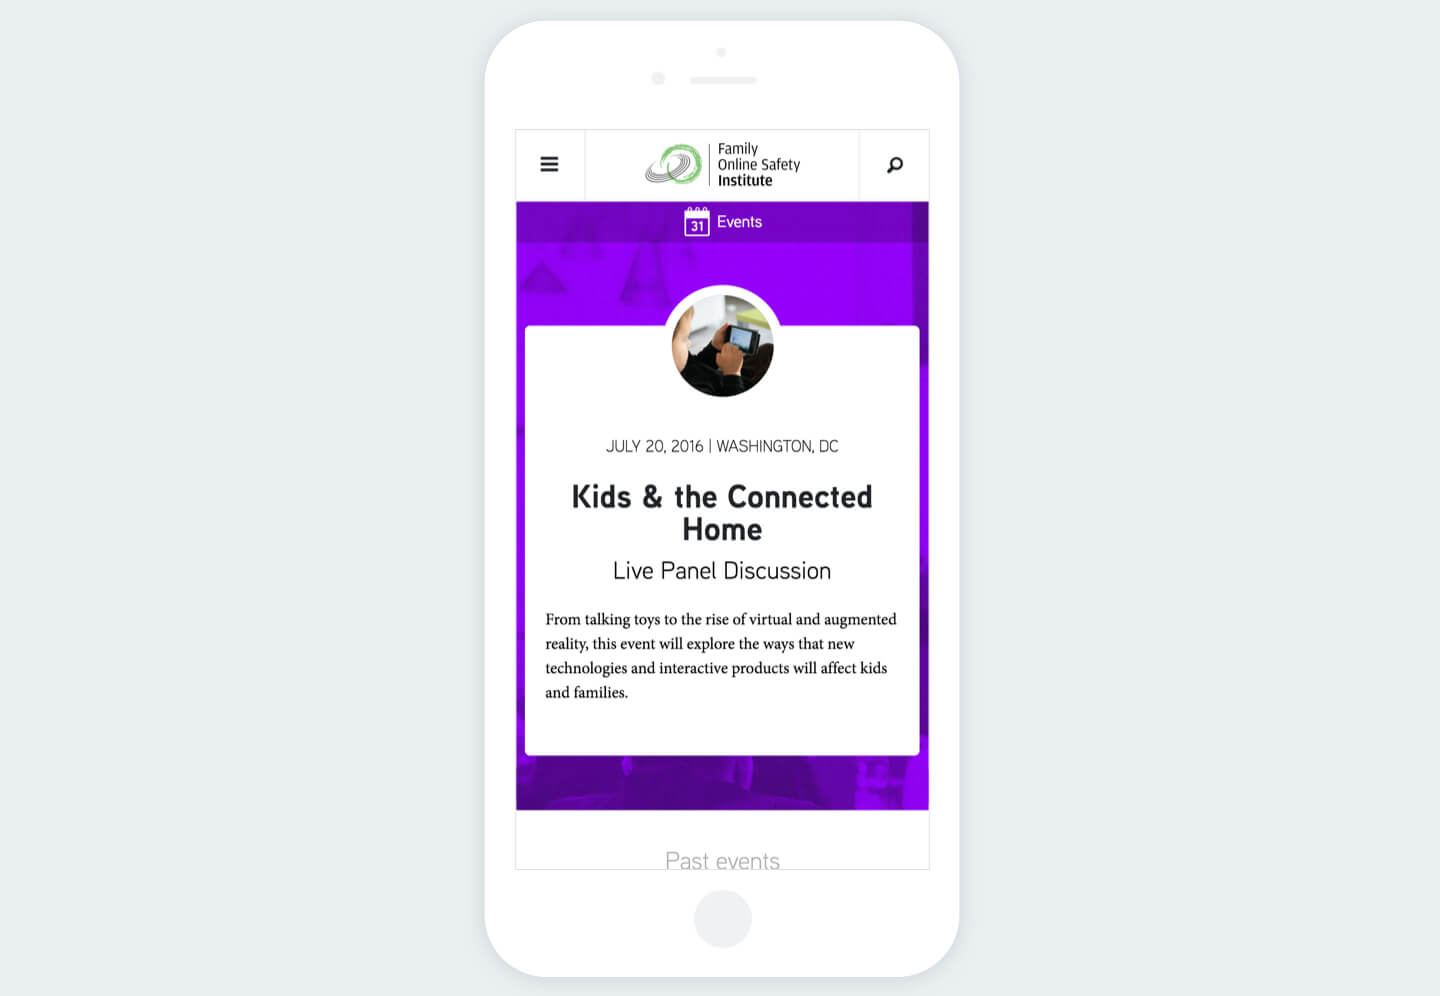 Family
Online Safety
Institute
31 Events
JULY 20, 2016 | WASHINGTON, DC
Kids & the Connected
Home
Live Panel Discussion
From talking toys to the rise of virtual and augmented
reality, this event will explore the ways that new
technologies and interactive products will affect kids
and families.
Past events